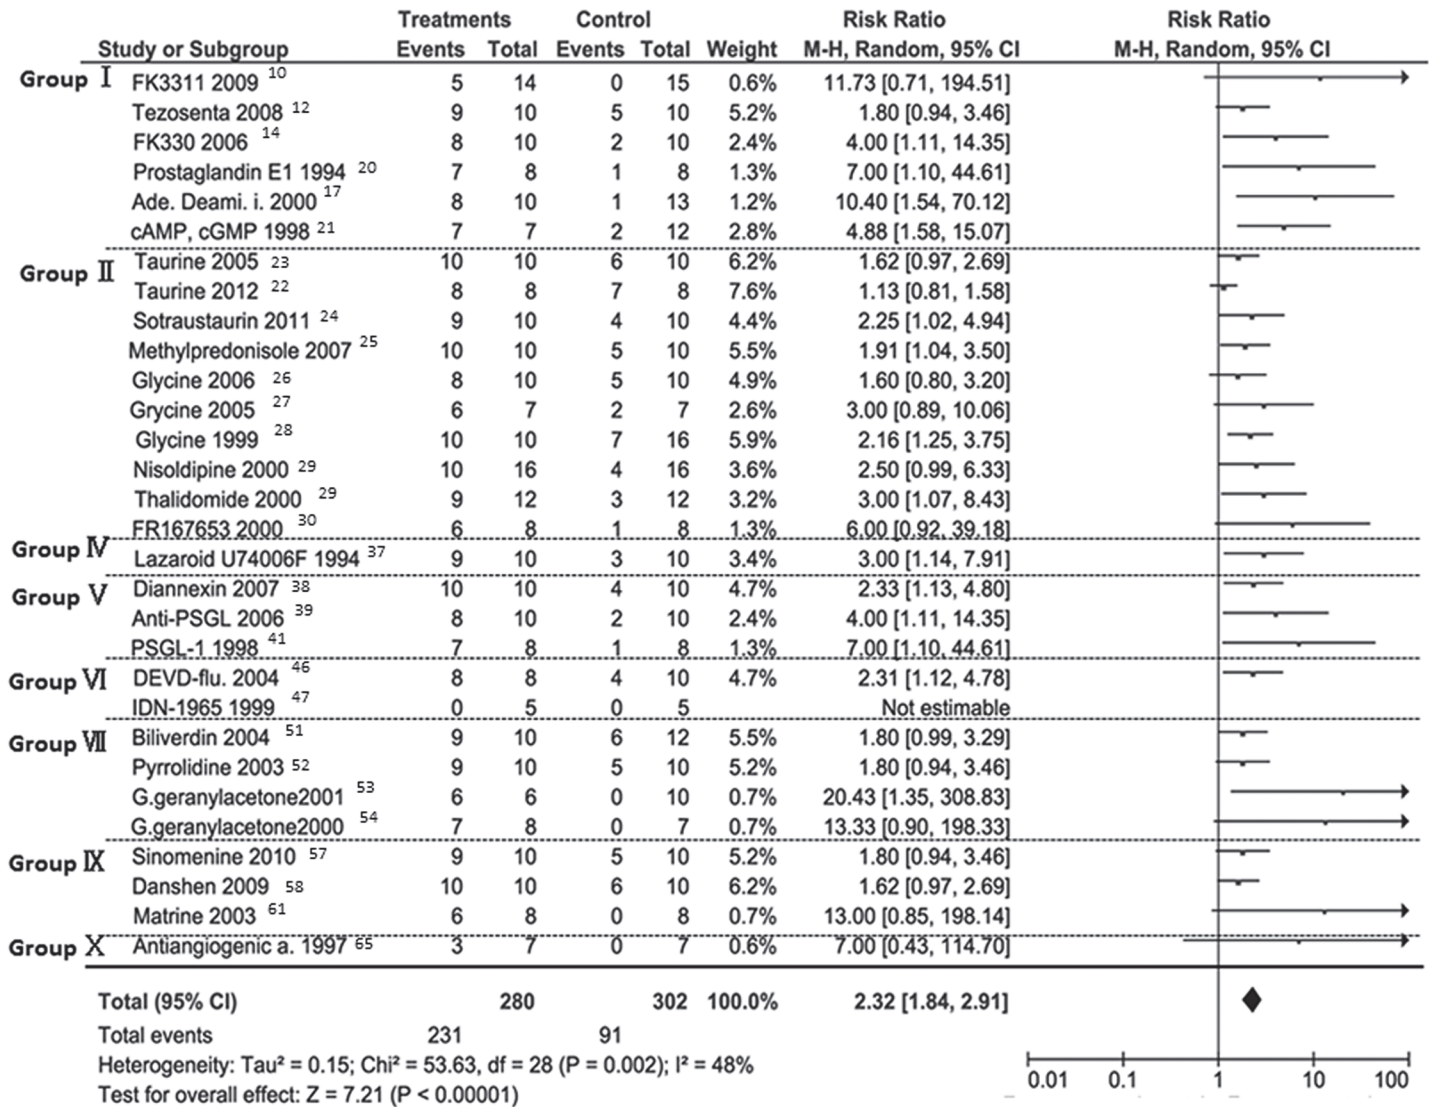 Treatments Control Risk Ratio Risk Ratio
Study or Subgroup Events Total Events Total Weight M-H, Random, 95% CI M-H, Random, 95% CI
Group I FK3311 2009 10 5 14 0 15 0.6% 11.73 [0.71, 194.51]
Tezosenta 2008 12 9 10 5 10 5.2% 1.80 [0.94, 3.46]
FK330 2006 14 8 10 2 10 2.4% 4.00 [1.11, 14.35]
Prostaglandin E1 1994 20 7 8 1 8 1.3% 7.00 [1.10, 44.61]
Ade. Deami. i. 2000 17 8 10 1 13 1.2% 10.40 [1.54, 70.12]
cAMP, cGMP 1998 21 7 7 2 12 2.8% 4.88 [1.58, 15.07]
Group II Taurine 2005 23 10 10 6 10 6.2% 1.62 [0.97, 2.69]
Taurine 2012 22 8 8 7 8 7.6% 1.13 [0.81, 1.58]
Sotraustaurin 2011 24 9 10 4 10 4.4% 2.25 [1.02, 4.94]
Methylpredonisole 2007 25 10 10 5 10 5.5% 1.91 [1.04, 3.50]
Glycine 2006 26 8 10 5 10 4.9% 1.60 [0.80, 3.20]
Grycine 2005 27 6 7 2 7 2.6% 3.00 [0.89, 10.06]
Glycine 1999 28 10 10 7 16 5.9% 2.16 [1.25, 3.75]
Nisoldipine 2000 29 10 16 4 16 3.6% 2.50 [0.99, 6.33]
Thalidomide 2000 29 9 12 3 12 3.2% 3.00 [1.07, 8.43]
FR167653 2000 30 6 8 1 8 1.3% 6.00 [0.92, 39.18]
Group IV Lazaroid U74006F 1994 37 9 10 3 10 3.4% 3.00 [1.14, 7.91]
Group V Diannexin 2007 38 10 10 4 10 4.7% 2.33 [1.13, 4.80]
Anti-PSGL 2006 39 8 10 2 10 2.4% 4.00 [1.11, 14.35]
PSGL-1 1998 41 7 8 1 8 1.3% 7.00 [1.10, 44.61]
Group VI DEVD-flu. 2004 46 8 8 4 10 4.7% 2.31 [1.12, 4.78]
IDN-1965 1999 47 0 5 0 5 Not estimable
Group VII Biliverdin 2004 51 9 10 6 12 5.5% 1.80 [0.99, 3.29]
Pyrrolidine 2003 52 9 10 5 10 5.2% 1.80 [0.94, 3.46]
G.geranylacetone2001 53 6 6 0 10 0.7% 20.43 [1.35, 308.83]
G.geranylacetone2000 54 7 8 0 7 0.7% 13.33 [0.90, 198.33]
Group IX Sinomenine 2010 57 9 10 5 10 5.2% 1.80 [0.94, 3.46]
Danshen 2009 58 10 10 6 10 6.2% 1.62 [0.97, 2.69]
Matrine 2003 61 6 8 0 8 0.7% 13.00 [0.85, 198.14]
Group X Antiangiogenic a. 1997 65 3 7 0 7 0.6% 7.00 [0.43, 114.70]
Total (95% CI) 280 302 100.0% 2.32 [1.84, 2.91]
Total events 231 91
Heterogeneity: Tau² = 0.15; Chi² = 53.63, df = 28 (P = 0.002); I² = 48%
Test for overall effect: Z = 7.21 (P < 0.00001)
0.01 0.1 1 10 100